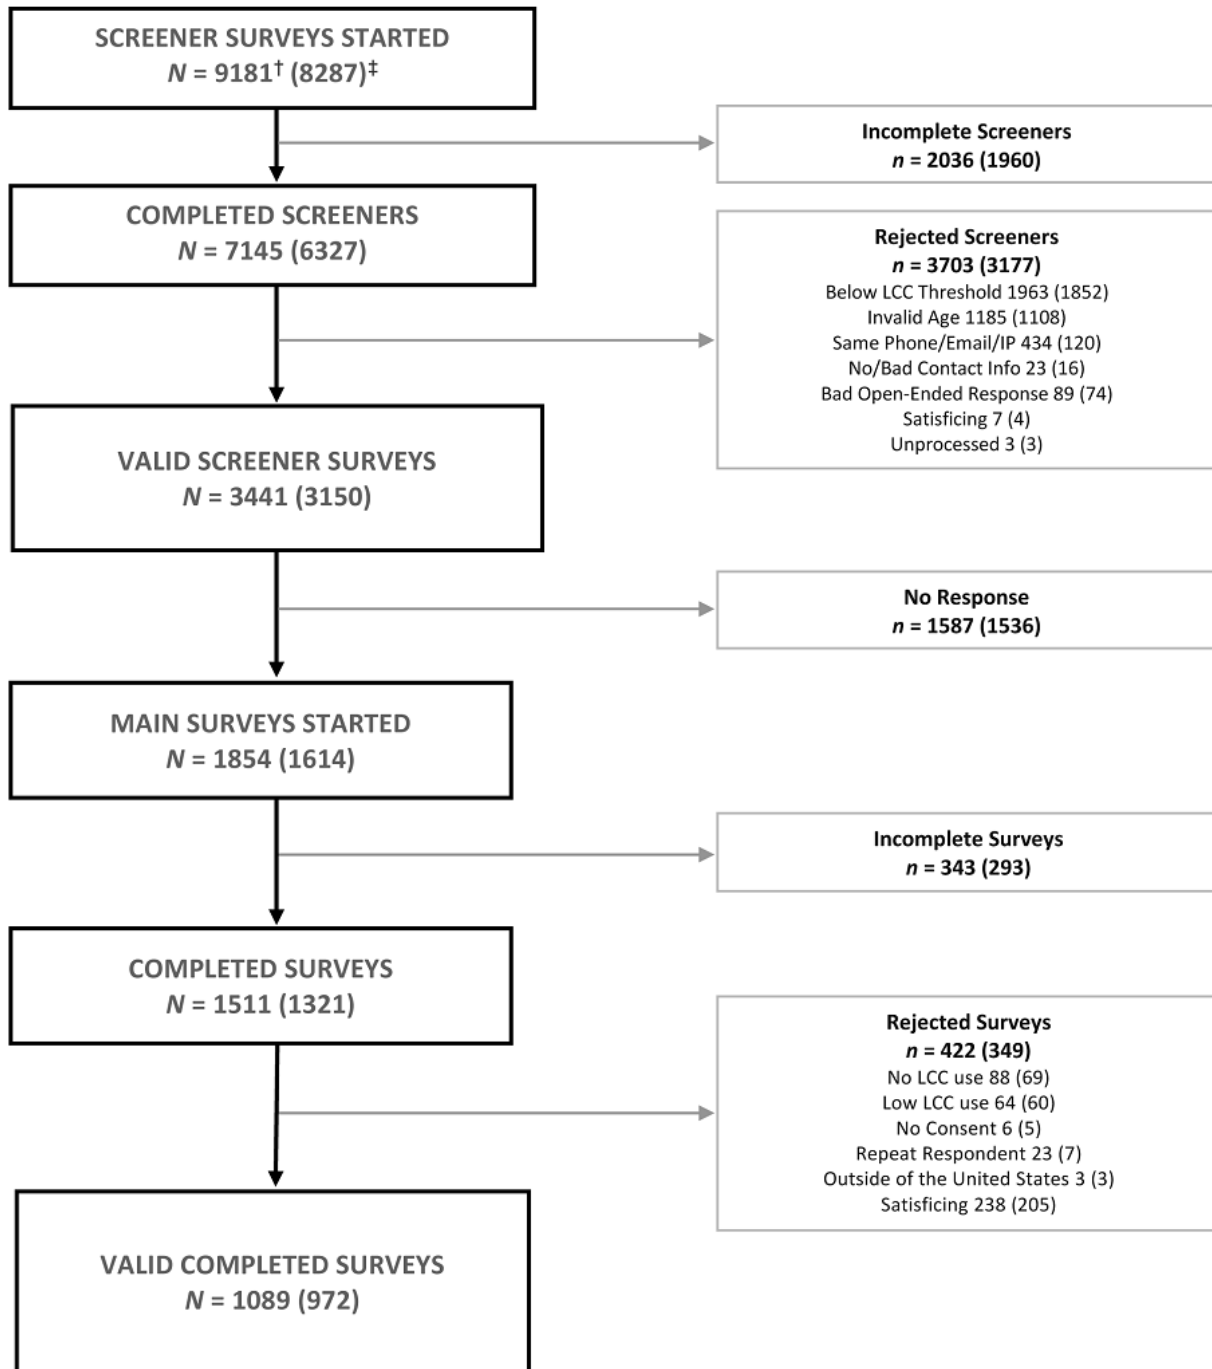 SCREENER SURVEYS STARTED
N = 9181† (8287)‡
Incomplete Screeners
n = 2036 (1960)
COMPLETED SCREENERS
N = 7145 (6327)
Rejected Screeners
n = 3703 (3177)
Below LCC Threshold 1963 (1852)
Invalid Age 1185 (1108)
Same Phone/Email/IP 434 (120)
No/Bad Contact Info 23 (16)
Bad Open-Ended Response 89 (74)
Satisficing 7 (4)
Unprocessed 3 (3)
VALID SCREENER SURVEYS
N = 3441 (3150)
No Response
n = 1587 (1536)
MAIN SURVEYS STARTED
N = 1854 (1614)
Incomplete Surveys
n = 343 (293)
COMPLETED SURVEYS
N = 1511 (1321)
Rejected Surveys
n = 422 (349)
No LCC use 88 (69)
Low LCC use 64 (60)
No Consent 6 (5)
Repeat Respondent 23 (7)
Outside of the United States 3 (3)
Satisficing 238 (205)
VALID COMPLETED SURVEYS
N = 1089 (972)